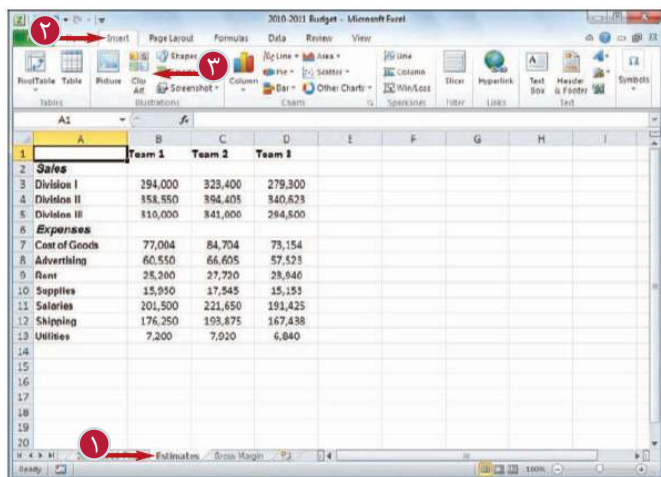 2010-2011 Budget - Microsoft Excel
٢
Insert Page Layout Formulas Data Review View
٣
PivotTable Table Picture Clip Art Shapes Screenshot Column Line Pie Bar Area Scatter Other Charts Line Column Win/Loss Slicer Hyperlink Text Box Header & Footer Symbols
Tables Illustrations Charts Sparklines Filter Links Text
A1 fx
A B C D E F G H I
1 Team 1 Team 2 Team 3
2 Sales
3 Division I 294,000 323,400 279,300
4 Division II 358,550 394,405 340,623
5 Division III 310,000 341,000 294,500
6 Expenses
7 Cost of Goods 77,004 84,704 73,154
8 Advertising 60,550 66,605 57,523
9 Rent 25,200 27,720 23,940
10 Supplies 15,950 17,545 15,153
11 Salaries 201,500 221,650 191,425
12 Shipping 176,250 193,875 167,438
13 Utilities 7,200 7,920 6,840
14
15
16
17
18
19
20
١
Estimates Gross Margin
Ready 100%